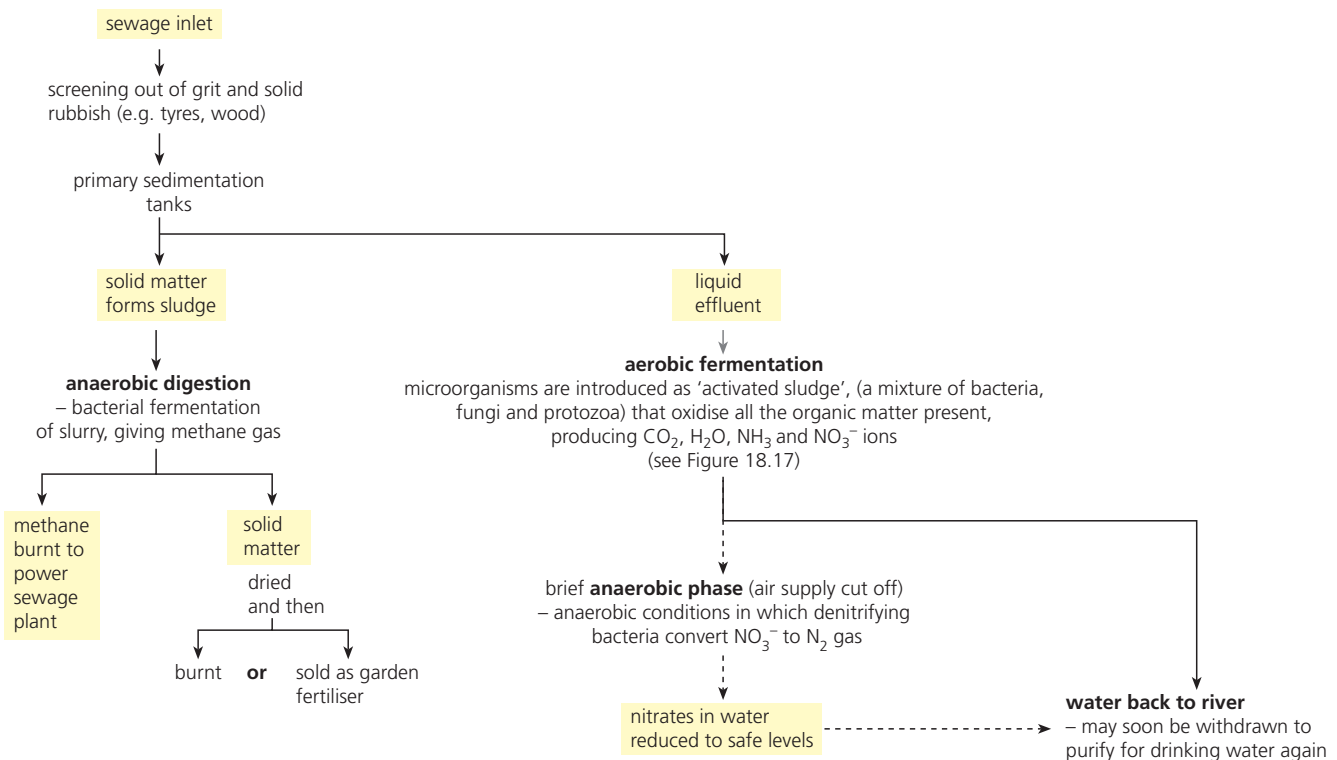 sewage inlet
screening out of grit and solid
rubbish (e.g. tyres, wood)
primary sedimentation
tanks
solid matter
forms sludge
liquid
effluent
anaerobic digestion
– bacterial fermentation
of slurry, giving methane gas
aerobic fermentation
microorganisms are introduced as ‘activated sludge’, (a mixture of bacteria,
fungi and protozoa) that oxidise all the organic matter present,
producing CO₂, H₂O, NH₃ and NO₃⁻ ions
(see Figure 18.17)
methane
burnt to
power
sewage
plant
solid
matter
dried
and then
burnt or sold as garden
fertiliser
brief anaerobic phase (air supply cut off)
– anaerobic conditions in which denitrifying
bacteria convert NO₃⁻ to N₂ gas
nitrates in water
reduced to safe levels
water back to river
– may soon be withdrawn to
purify for drinking water again